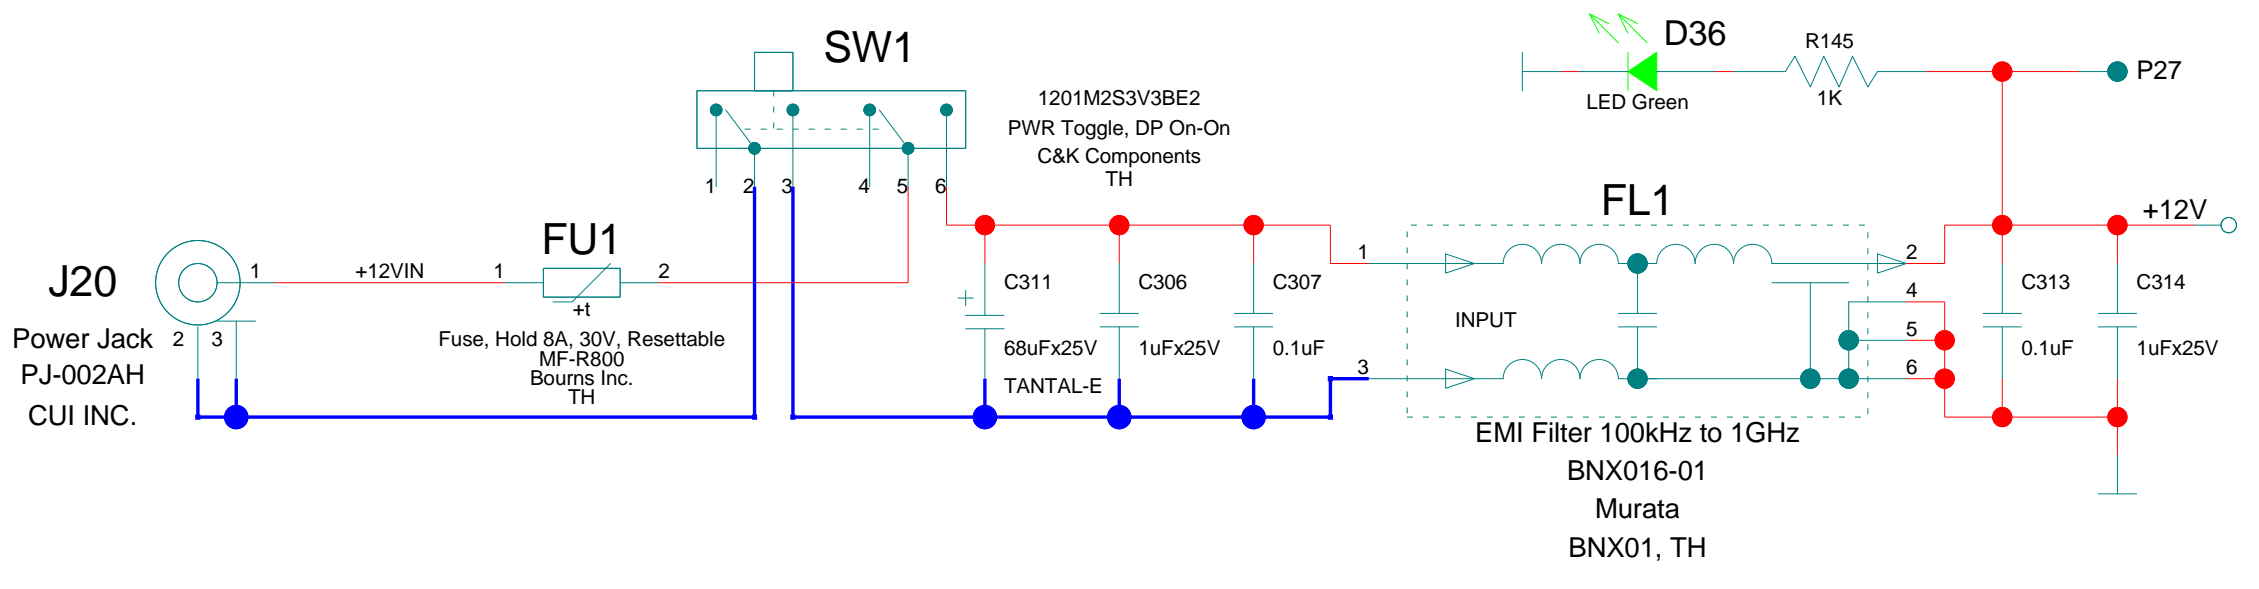 SW1
1201M2S3V3BE2
PWR Toggle, DP On-On
C&K Components
TH
1 2 3 4 5 6
D36
LED Green
R145
1K
P27
J20
Power Jack
PJ-002AH
CUI INC.
1
2 3
+12VIN
FU1
1 2
+t
Fuse, Hold 8A, 30V, Resettable
MF-R800
Bourns Inc.
TH
C311
68uFx25V
TANTAL-E
+
C306
1uFx25V
C307
0.1uF
FL1
1
3
INPUT
2
4
5
6
EMI Filter 100kHz to 1GHz
BNX016-01
Murata
BNX01, TH
+12V
C313
0.1uF
C314
1uFx25V